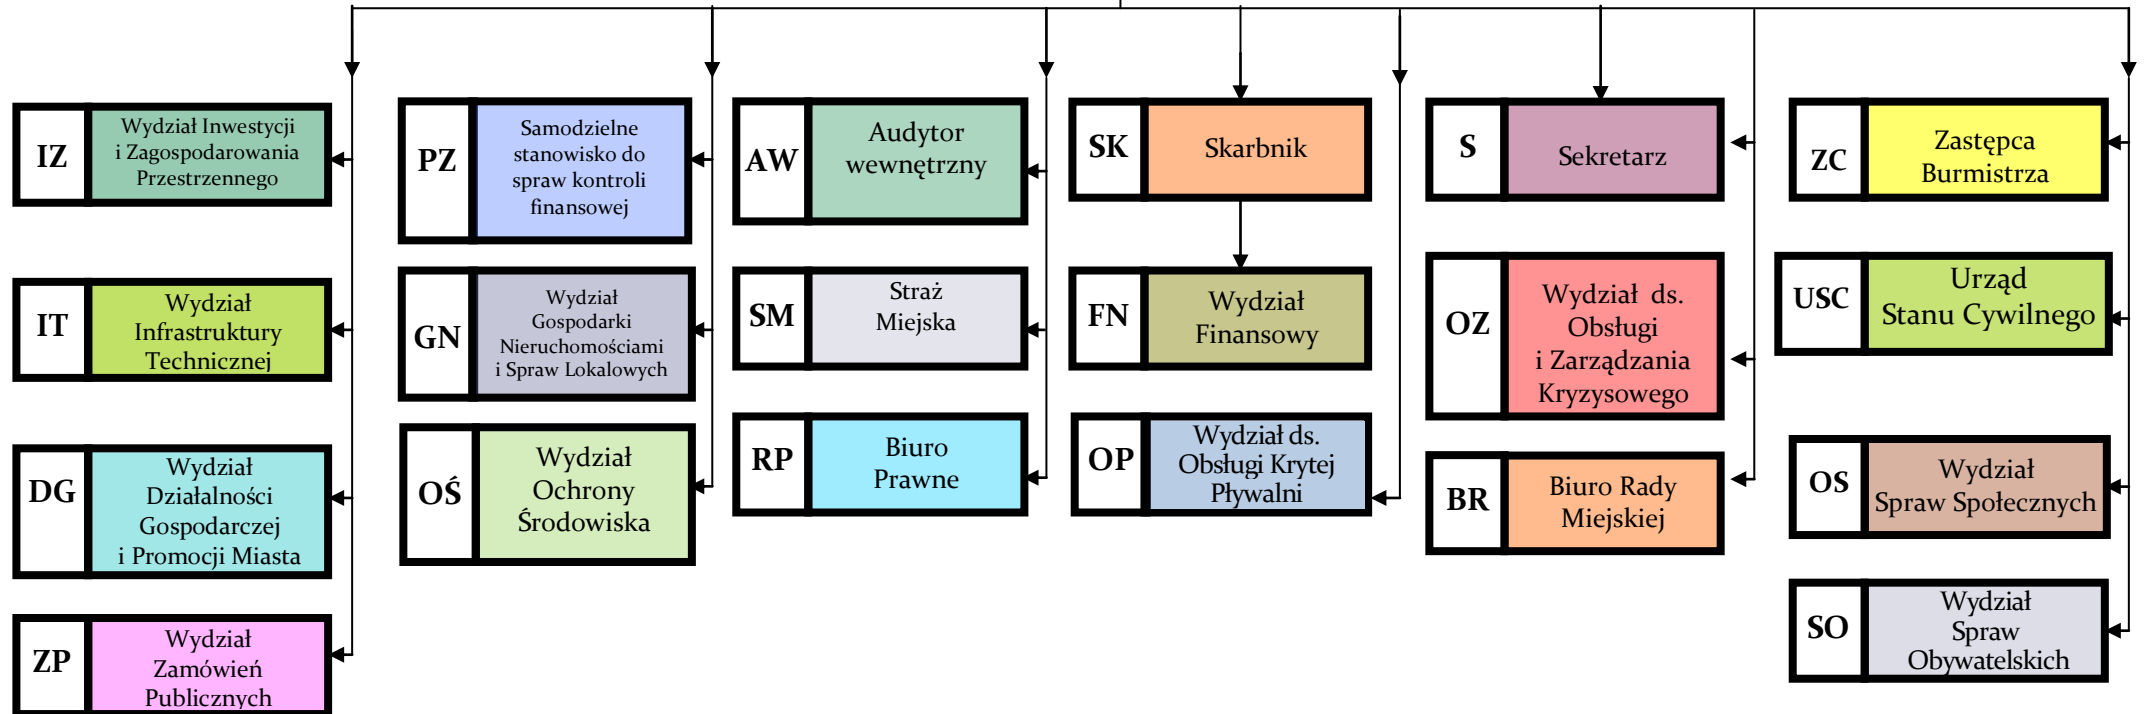 IZ
Wydział Inwestycji
i Zagospodarowania
Przestrzennego
IT
Wydział
Infrastruktury
Technicznej
DG
Wydział
Działalności
Gospodarczej
i Promocji Miasta
ZP
Wydział
Zamówień
Publicznych
PZ
Samodzielne
stanowisko do
spraw kontroli
finansowej
GN
Wydział
Gospodarki
Nieruchomościami
i Spraw Lokalowych
OŚ
Wydział
Ochrony
Środowiska
AW
Audytor
wewnętrzny
SM
Straż
Miejska
RP
Biuro
Prawne
SK
Skarbnik
FN
Wydział
Finansowy
OP
Wydział ds.
Obsługi Krytej
Pływalni
S
Sekretarz
OZ
Wydział ds.
Obsługi
i Zarządzania
Kryzysowego
BR
Biuro Rady
Miejskiej
ZC
Zastępca
Burmistrza
USC
Urząd
Stanu Cywilnego
OS
Wydział
Spraw Społecznych
SO
Wydział
Spraw
Obywatelskich